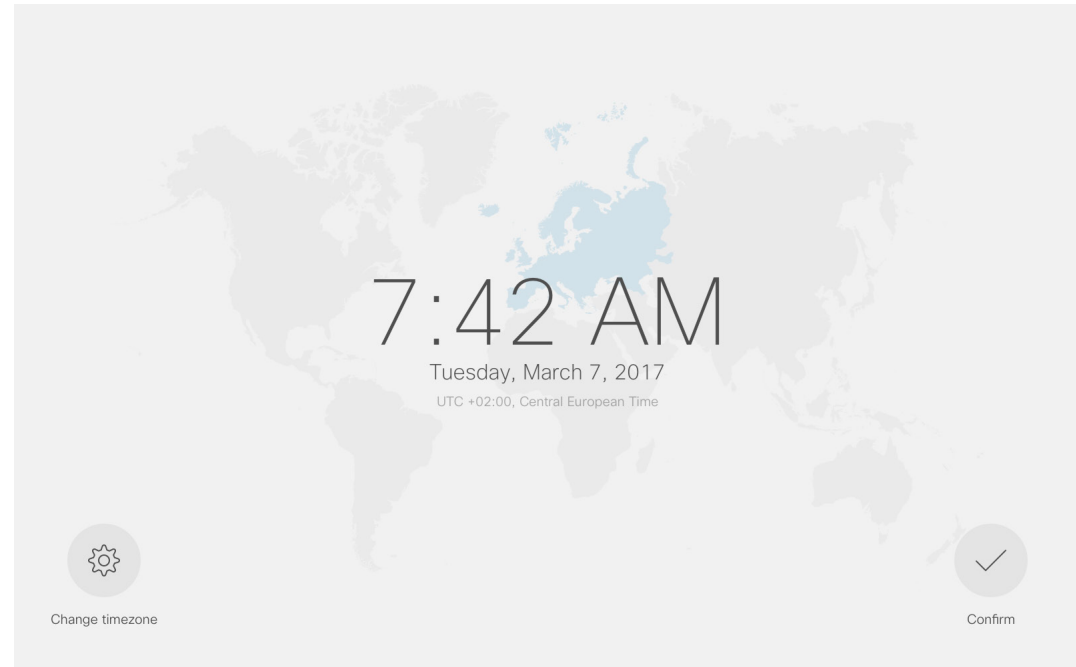 7:42 AM
Tuesday, March 7, 2017
UTC +02:00, Central European Time
Change timezone
Confirm